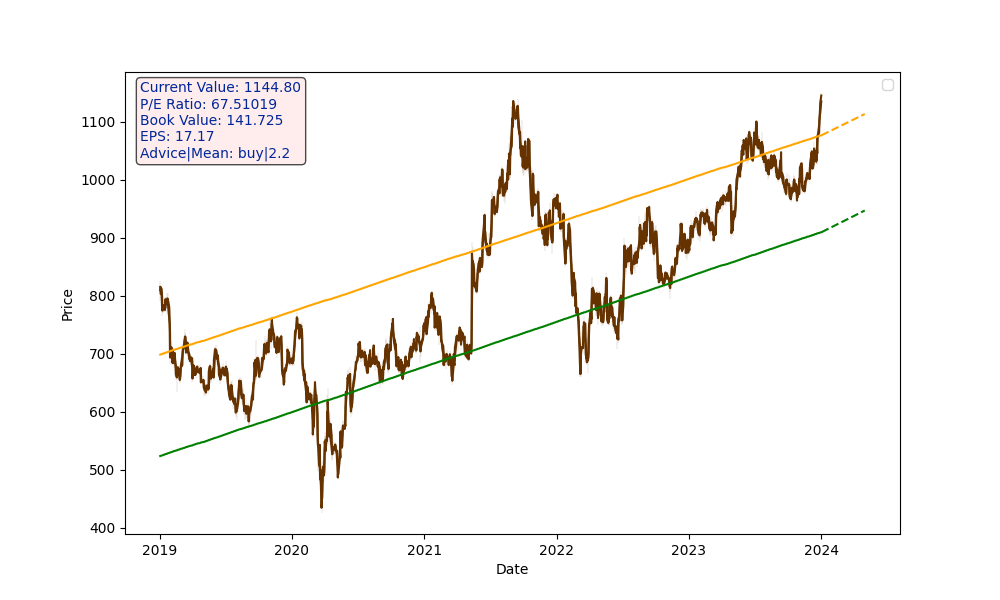 Current Value: 1144.80
P/E Ratio: 67.51019
Book Value: 141.725
EPS: 17.17
Advice|Mean: buy|2.2
1100
1000
900
800
700
600
500
400
Price
2019 2020 2021 2022 2023 2024
Date